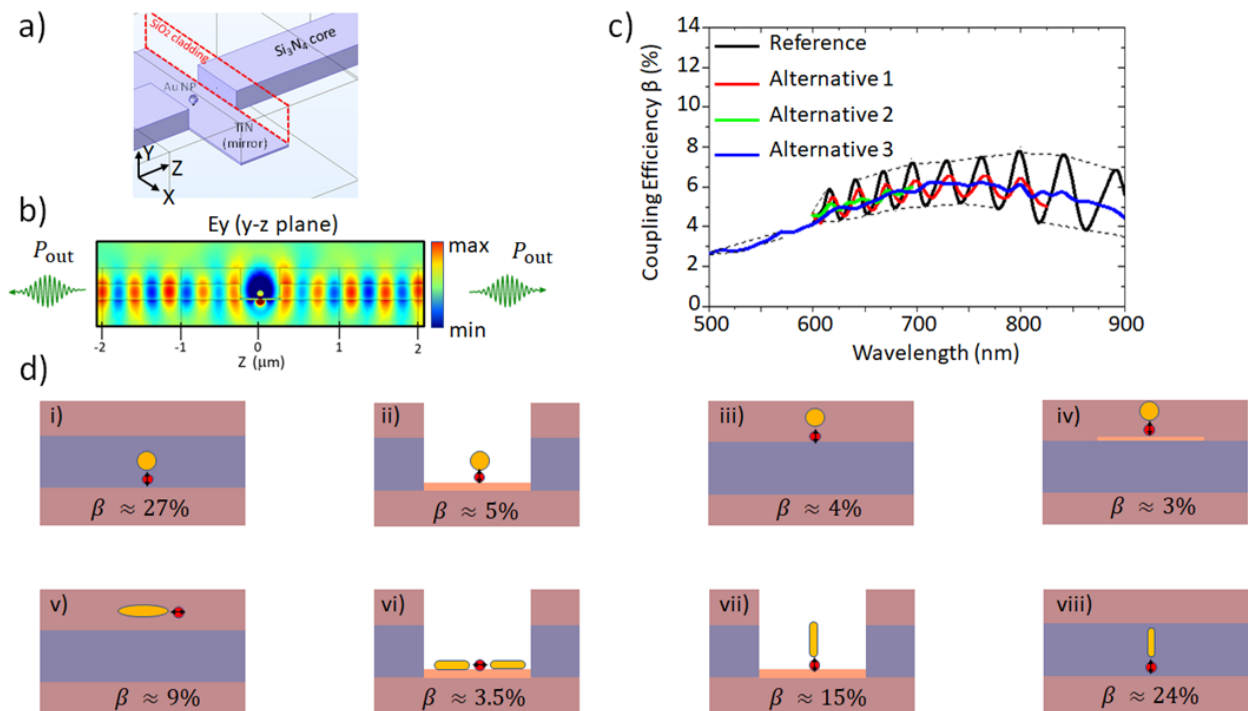 a)
SiO2 cladding
Si₃N₄ core
Au NP
TiN
(mirror)
Y
Z
X
b)
Ey (y-z plane)
P_out
P_out
max
min
-2
-1
0
1
2
Z (μm)
c)
Reference
Alternative 1
Alternative 2
Alternative 3
Coupling Efficiency β (%)
14
12
10
8
6
4
2
0
500
600
700
800
900
Wavelength (nm)
d)
i)
β ≈ 27%
ii)
β ≈ 5%
iii)
β ≈ 4%
iv)
β ≈ 3%
v)
β ≈ 9%
vi)
β ≈ 3.5%
vii)
β ≈ 15%
viii)
β ≈ 24%